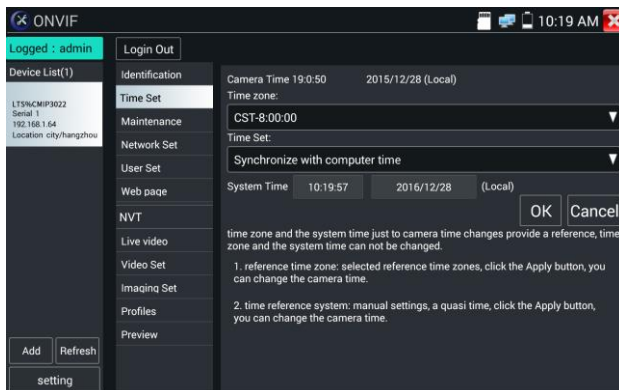 ONVIF
10:19 AM
Logged : admin
Login Out
Device List(1)
LTS%CMIP3022
Serial 1
192.168.1.64
Location city/hangzhou
Add
Refresh
setting
Identification
Time Set
Maintenance
Network Set
User Set
Web page
NVT
Live video
Video Set
Imaging Set
Profiles
Preview
Camera Time 19:0:50 2015/12/28 (Local)
Time zone:
CST-8:00:00
Time Set:
Synchronize with computer time
System Time 10:19:57 2016/12/28 (Local)
OK
Cancel
time zone and the system time just to camera time changes provide a reference, time
zone and the system time can not be changed.
1. reference time zone: selected reference time zones, click the Apply button, you
can change the camera time.
2. time reference system: manual settings, a quasi time, click the Apply button,
you can change the camera time.